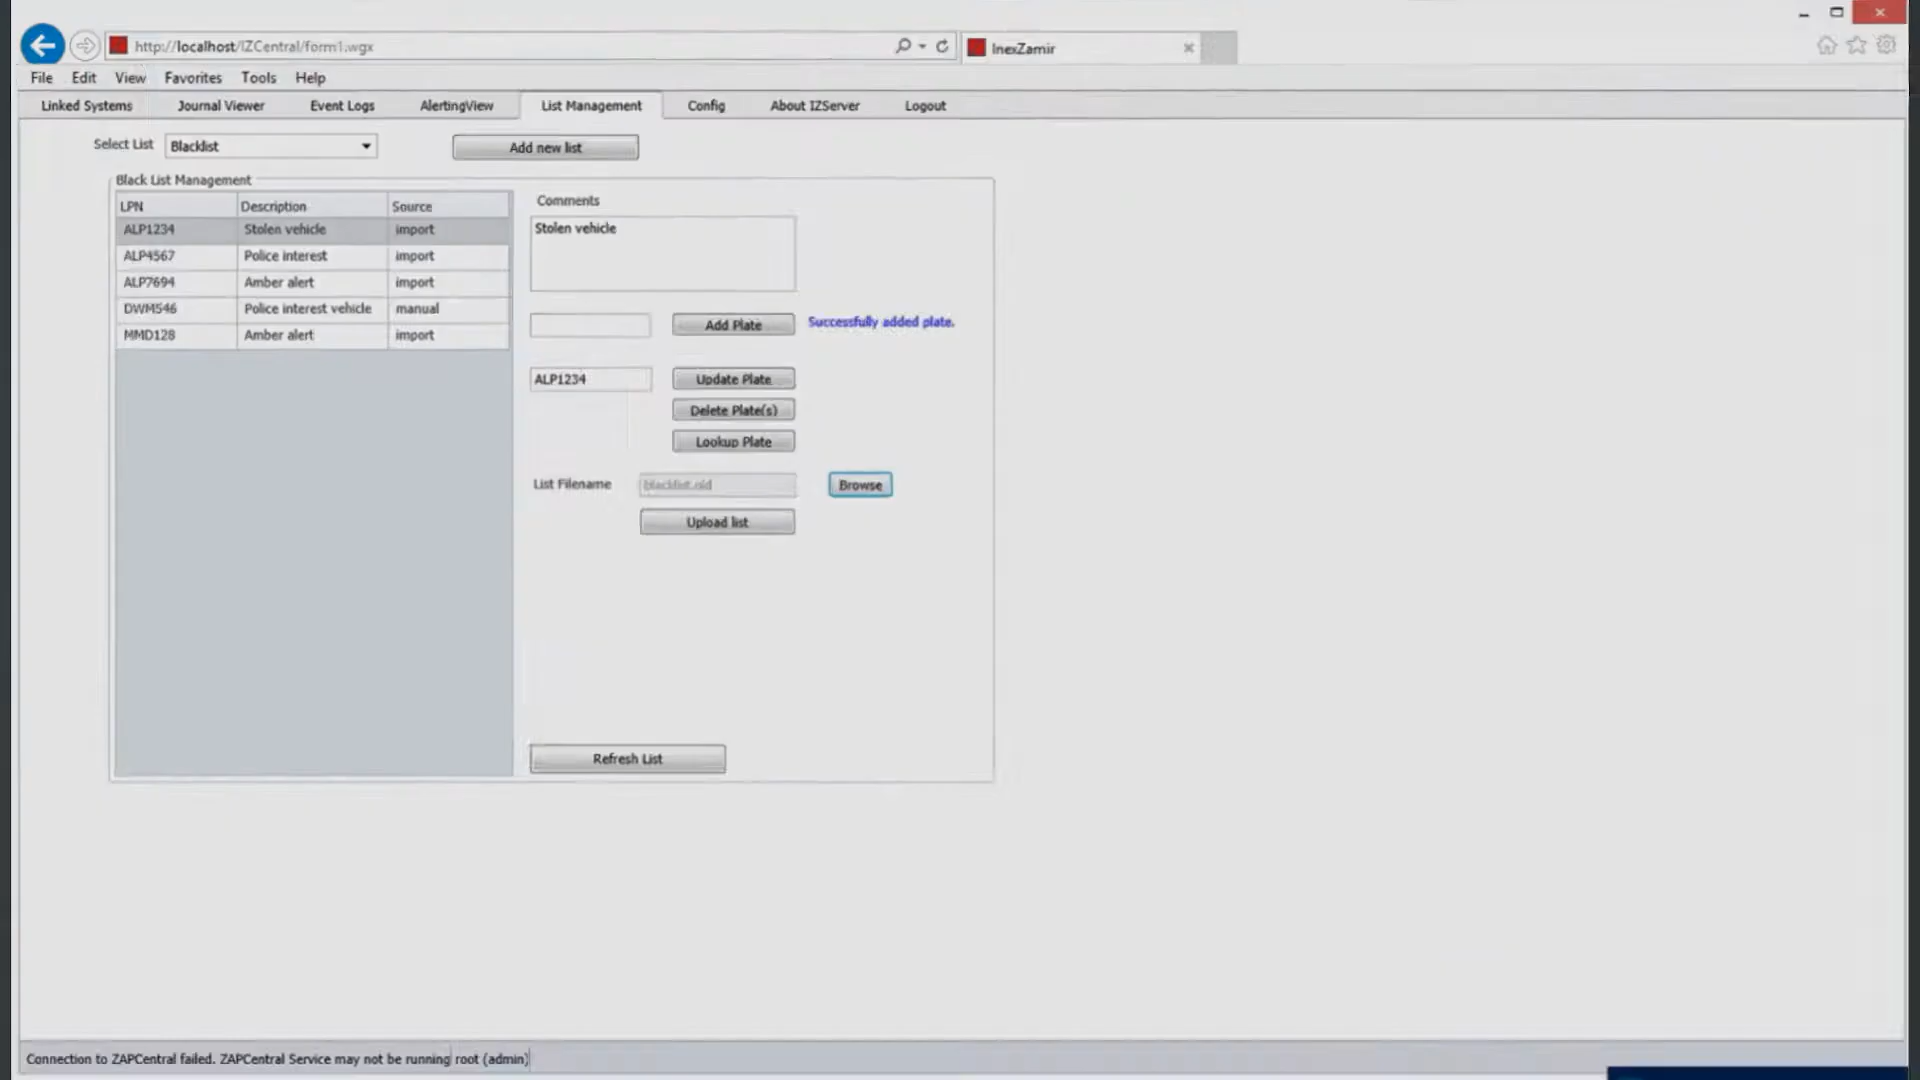 http://localhost/IZCentral/form1.wgx
InexZamir
File Edit View Favorites Tools Help
Linked Systems Journal Viewer Event Logs AlertingView List Management Config About IZServer Logout
Select List Blacklist Add new list
Black List Management
LPN Description Source
ALP1234 Stolen vehicle import
ALP4567 Police interest import
ALP7694 Amber alert import
DWM546 Police interest vehicle manual
MMD128 Amber alert import
Comments
Stolen vehicle
Add Plate Successfully added plate.
ALP1234 Update Plate
Delete Plate(s)
Lookup Plate
List Filename blacklist.old Browse
Upload list
Refresh List
Connection to ZAPCentral failed. ZAPCentral Service may not be running root (admin)